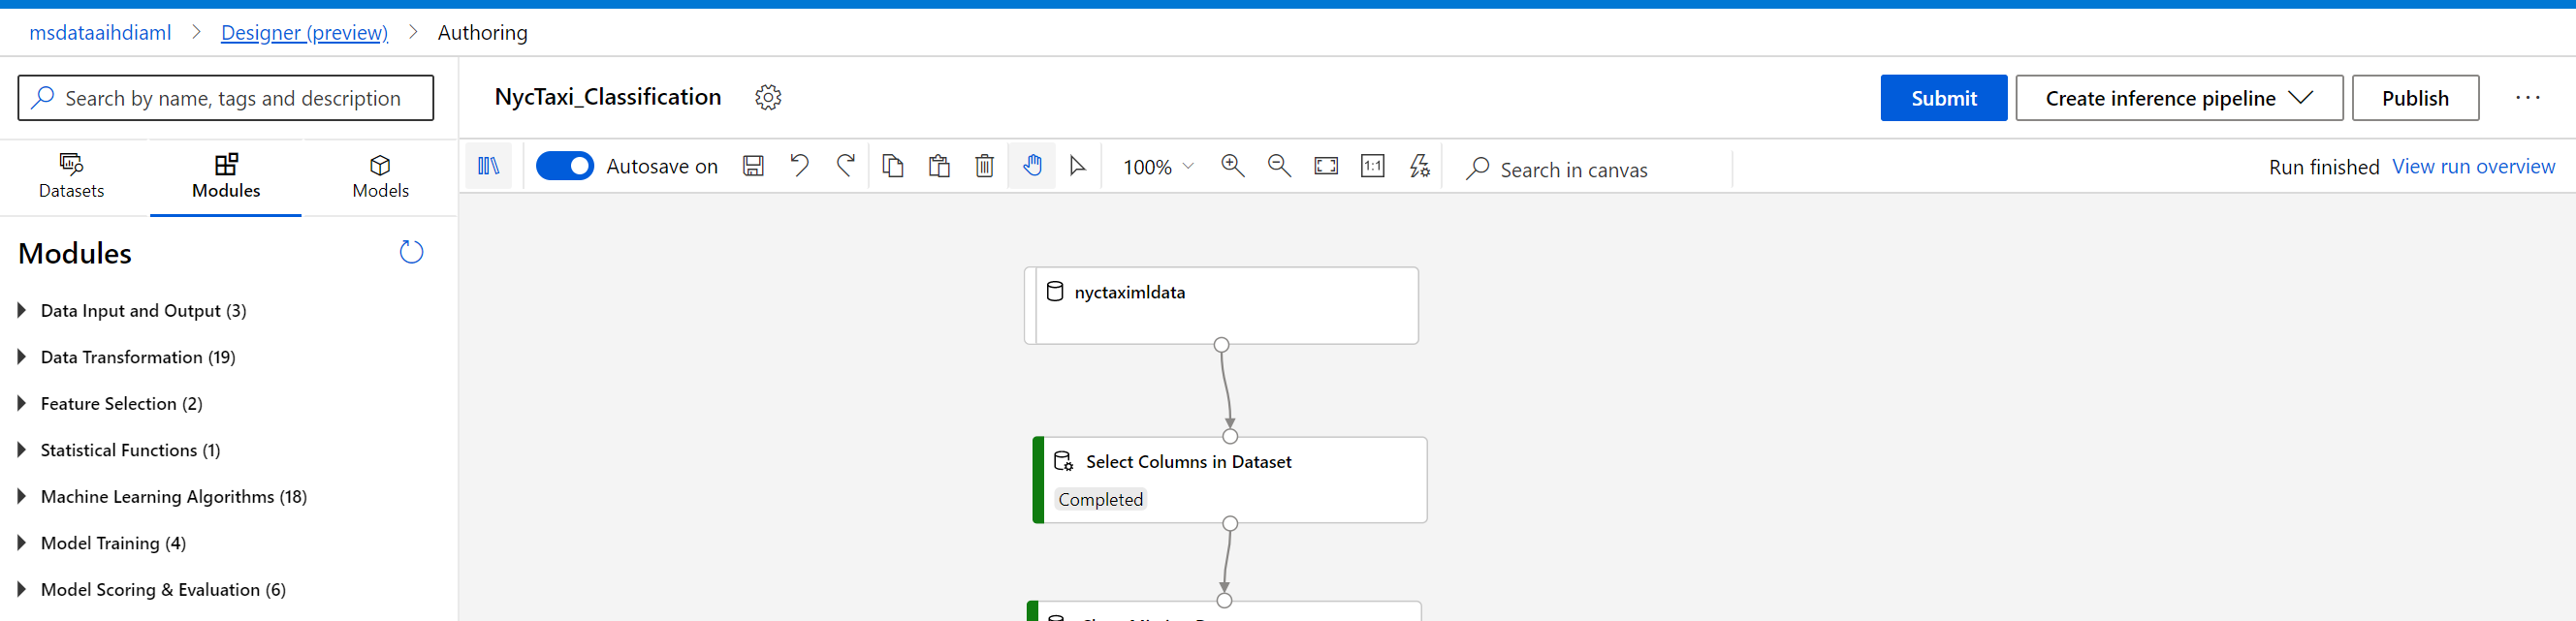 msdataaihdiaml > Designer (preview) > Authoring
Search by name, tags and description
NycTaxi_Classification
Submit
Create inference pipeline
Publish
...
Datasets
Modules
Models
Autosave on
100%
1:1
Search in canvas
Run finished View run overview
Modules
Data Input and Output (3)
Data Transformation (19)
Feature Selection (2)
Statistical Functions (1)
Machine Learning Algorithms (18)
Model Training (4)
Model Scoring & Evaluation (6)
nyctaximldata
Select Columns in Dataset
Completed